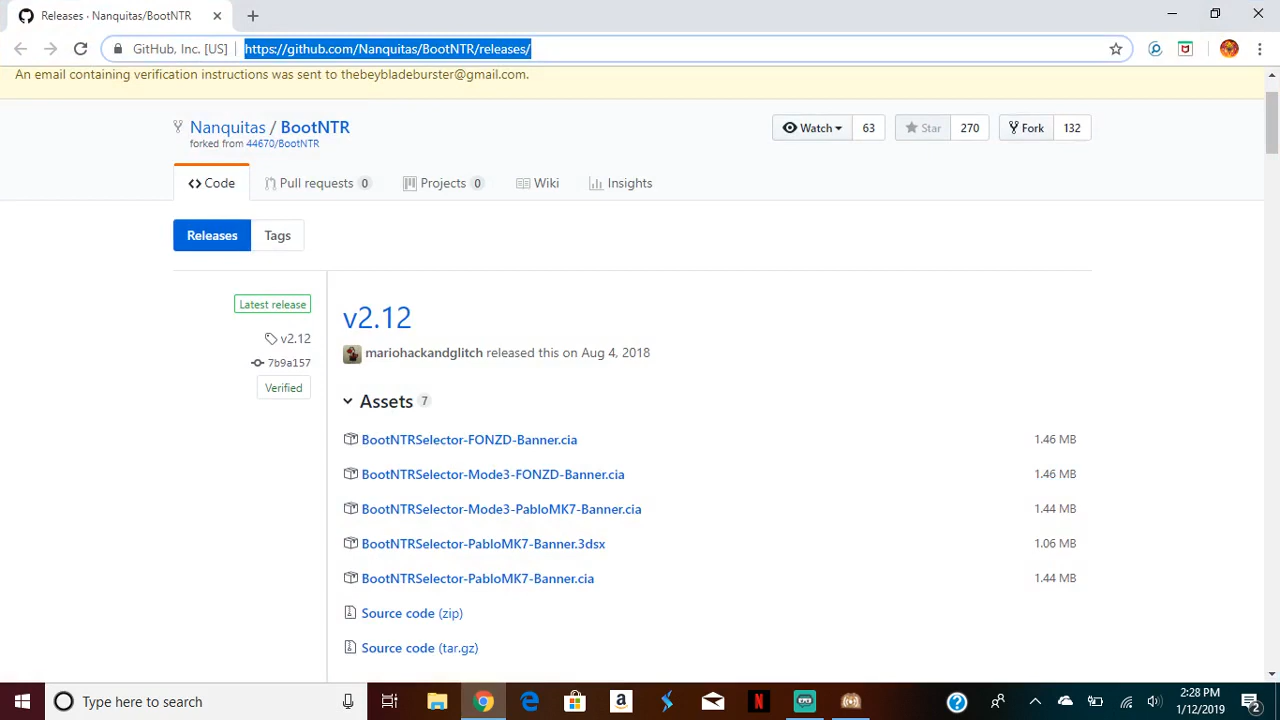 Releases · Nanquitas/BootNTR
GitHub, Inc. [US]
https://github.com/Nanquitas/BootNTR/releases/
An email containing verification instructions was sent to thebeybladeburster@gmail.com.
Nanquitas / BootNTR
Watch 63
Star 270
Fork 132
forked from 44670/BootNTR
Code
Pull requests 0
Projects 0
Wiki
Insights
Releases
Tags
Latest release
v2.12
v2.12
7b9a157
Verified
mariohackandglitch released this on Aug 4, 2018
Assets 7
BootNTRSelector-FONZD-Banner.cia 1.46 MB
BootNTRSelector-Mode3-FONZD-Banner.cia 1.46 MB
BootNTRSelector-Mode3-PabloMK7-Banner.cia 1.44 MB
BootNTRSelector-PabloMK7-Banner.3dsx 1.06 MB
BootNTRSelector-PabloMK7-Banner.cia 1.44 MB
Source code (zip)
Source code (tar.gz)
Type here to search
2:28 PM
1/12/2019
2